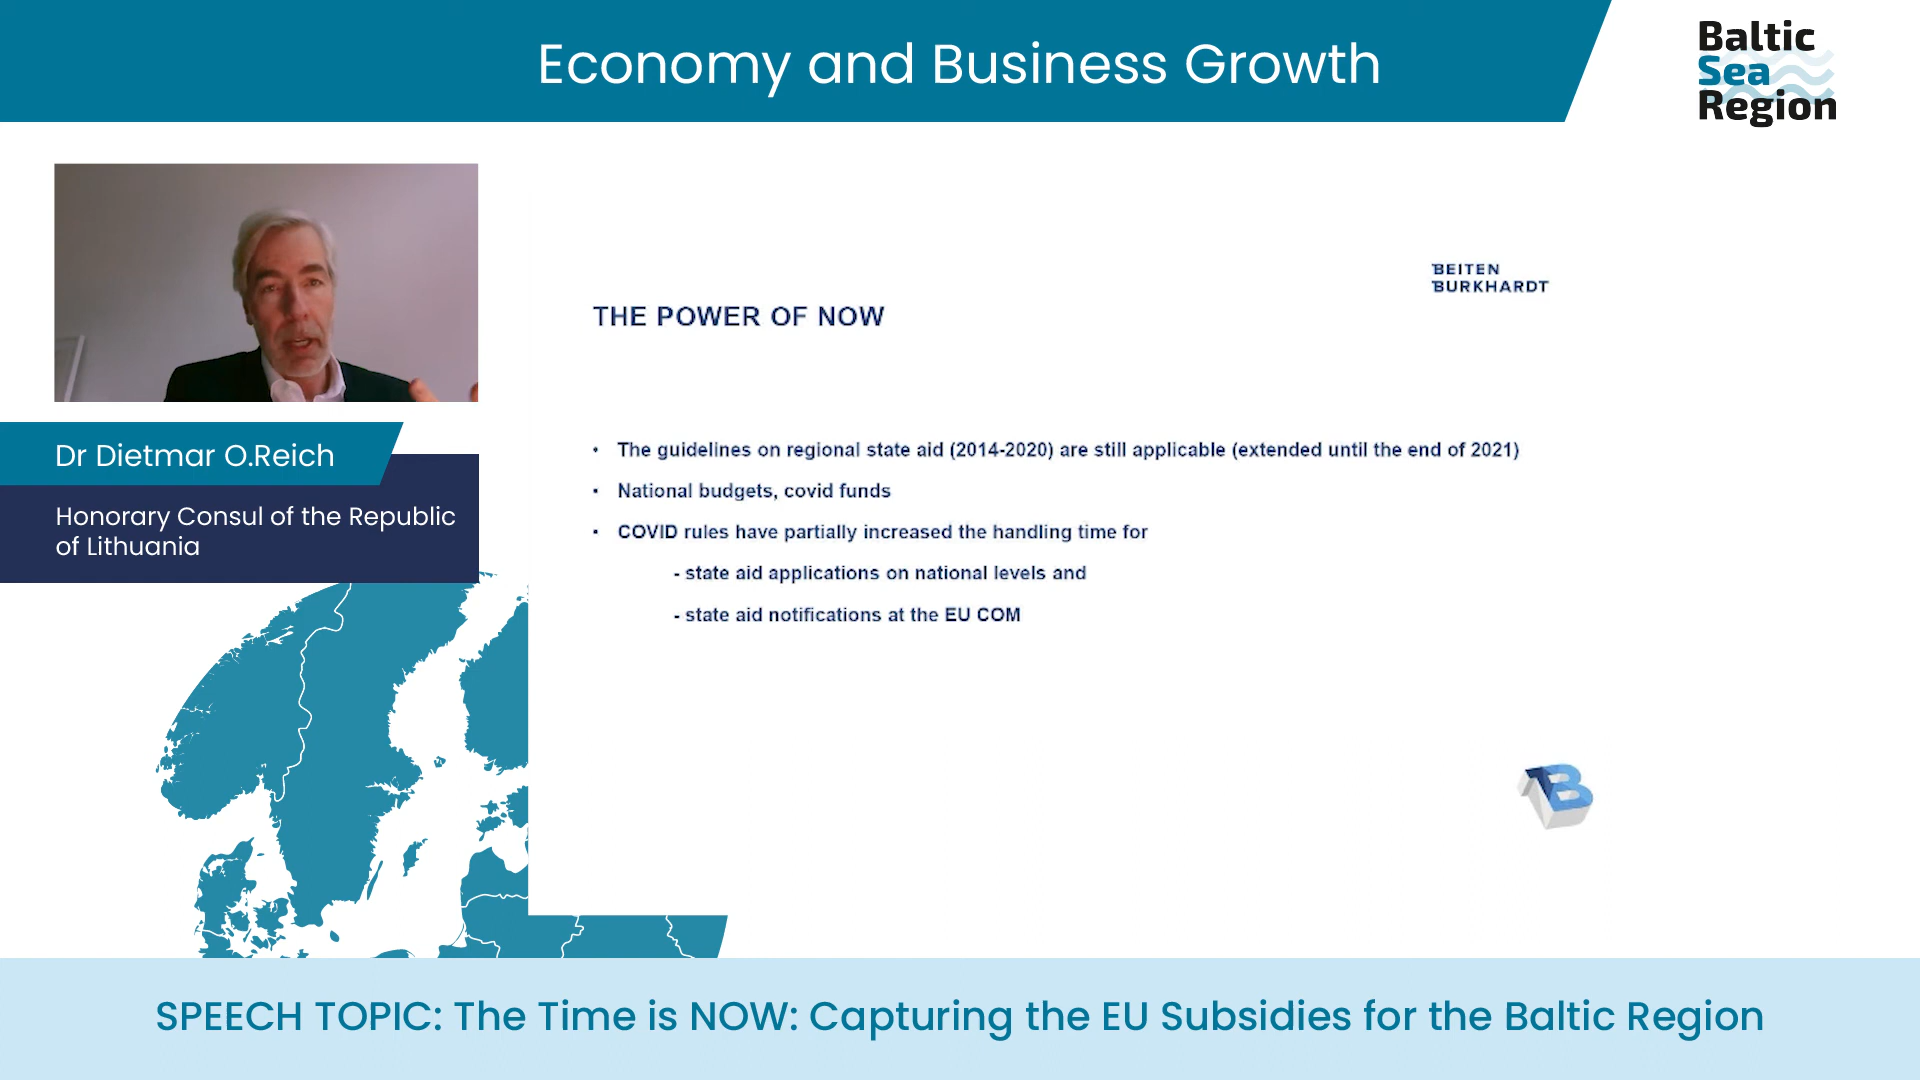 Economy and Business Growth
Baltic
Sea
Region
Dr Dietmar O.Reich
Honorary Consul of the Republic
of Lithuania
BEITEN
BURKHARDT
THE POWER OF NOW
• The guidelines on regional state aid (2014-2020) are still applicable (extended until the end of 2021)
• National budgets, covid funds
• COVID rules have partially increased the handling time for
- state aid applications on national levels and
- state aid notifications at the EU COM
B
SPEECH TOPIC: The Time is NOW: Capturing the EU Subsidies for the Baltic Region